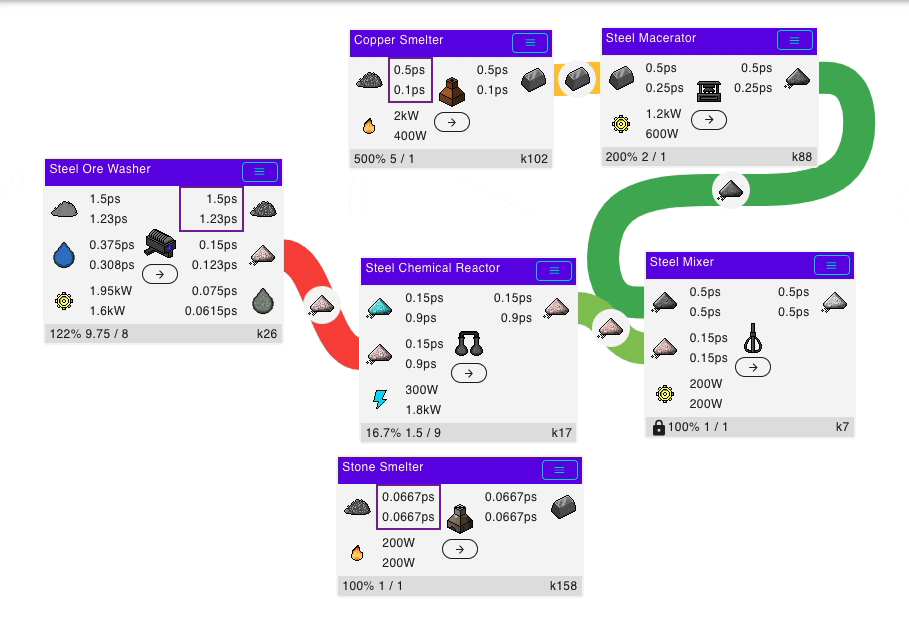 Copper Smelter
0.5ps 0.5ps
0.1ps 0.1ps
2kW
400W
500% 5 / 1 k102
Steel Macerator
0.5ps 0.5ps
0.25ps 0.25ps
1.2kW
600W
200% 2 / 1 k88
Steel Ore Washer
1.5ps 1.5ps
1.23ps 1.23ps
0.375ps 0.15ps
0.308ps 0.123ps
1.95kW 0.075ps
1.6kW 0.0615ps
122% 9.75 / 8 k26
Steel Chemical Reactor
0.15ps 0.15ps
0.9ps 0.9ps
0.15ps
0.9ps
300W
1.8kW
16.7% 1.5 / 9 k17
Steel Mixer
0.5ps 0.5ps
0.5ps 0.5ps
0.15ps
0.15ps
200W
200W
100% 1 / 1 k7
Stone Smelter
0.0667ps 0.0667ps
0.0667ps 0.0667ps
200W
200W
100% 1 / 1 k158